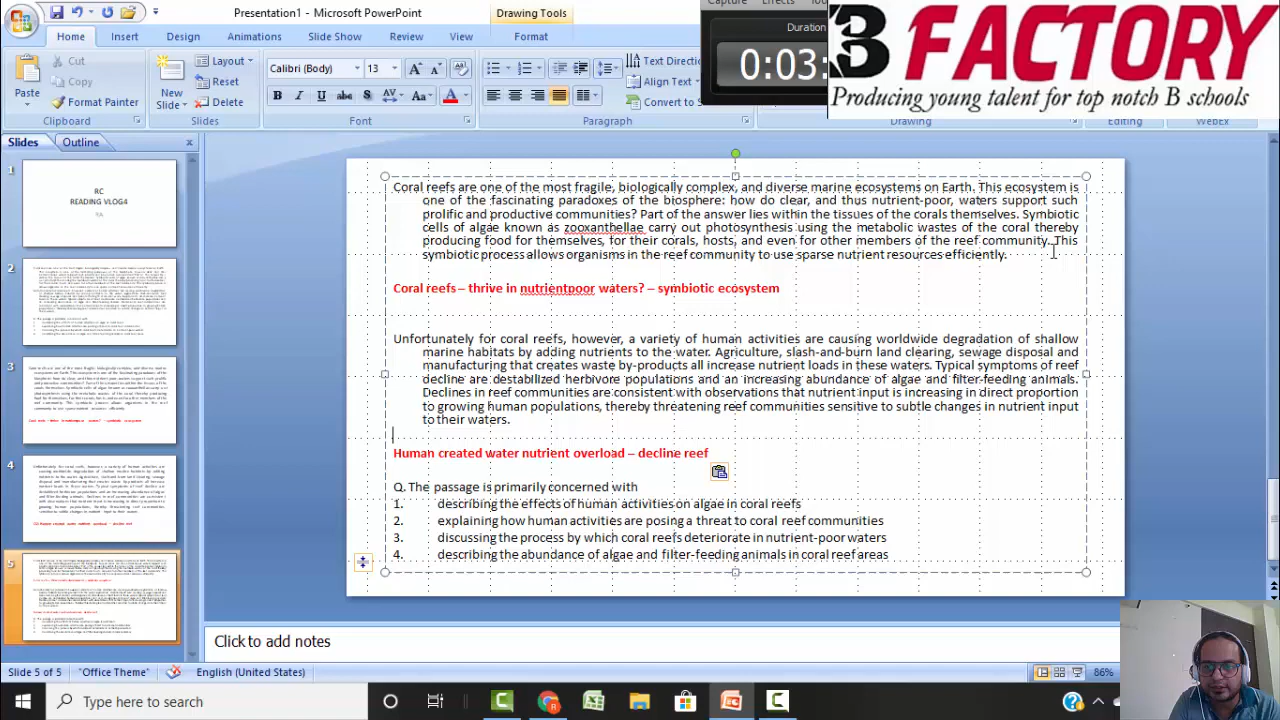 Presentation1 - Microsoft PowerPoint
Drawing Tools
Capture Effects
Duration
0:03:
B FACTORY
Producing young talent for top notch B schools
Home Insert Design Animations Slide Show Review View Format
Paste
Cut
Copy
Format Painter
Clipboard
New Slide
Layout
Reset
Delete
Slides
Calibri (Body) 13
B I U abc S AV Aa A
Font
Text Direction
Align Text
Convert to S
Paragraph
Drawing Editing WebEx
Slides Outline
1
RC
READING VLOG4
2
3
4
5
Coral reefs are one of the most fragile, biologically complex, and diverse marine ecosystems on Earth. This ecosystem is
one of the fascinating paradoxes of the biosphere: how do clear, and thus nutrient-poor, waters support such
prolific and productive communities? Part of the answer lies within the tissues of the corals themselves. Symbiotic
cells of algae known as zooxanthellae carry out photosynthesis using the metabolic wastes of the coral thereby
producing food for themselves, for their corals, hosts, and even for other members of the reef community. This
symbiotic process allows organisms in the reef community to use sparse nutrient resources efficiently.
Coral reefs – thrive in nutrientpoor waters? – symbiotic ecosystem
Unfortunately for coral reefs, however, a variety of human activities are causing worldwide degradation of shallow
marine habitats by adding nutrients to the water. Agriculture, slash-and-burn land clearing, sewage disposal and
manufacturing that creates waste by-products all increase nutrient loads in these waters. Typical symptoms of reef
decline are destabilized herbivore populations and an increasing abundance of algae and filter-feeding animals.
Declines in reef communities are consistent with observations that nutrient input is increasing in direct proportion
to growing human populations, thereby threatening reef communities sensitive to subtle changes in nutrient input
to their waters.
Human created water nutrient overload – decline reef
Q. The passage is primarily concerned with
1. describing the effects of human activities on algae in coral reefs
2. explaining how human activities are posing a threat to coral reef communities
3. discussing the process by which coral reefs deteriorate in nutrient-poor waters
4. describing the abundance of algae and filter-feeding animals in coral reef areas
Click to add notes
Slide 5 of 5 "Office Theme" English (United States) 86%
Type here to search